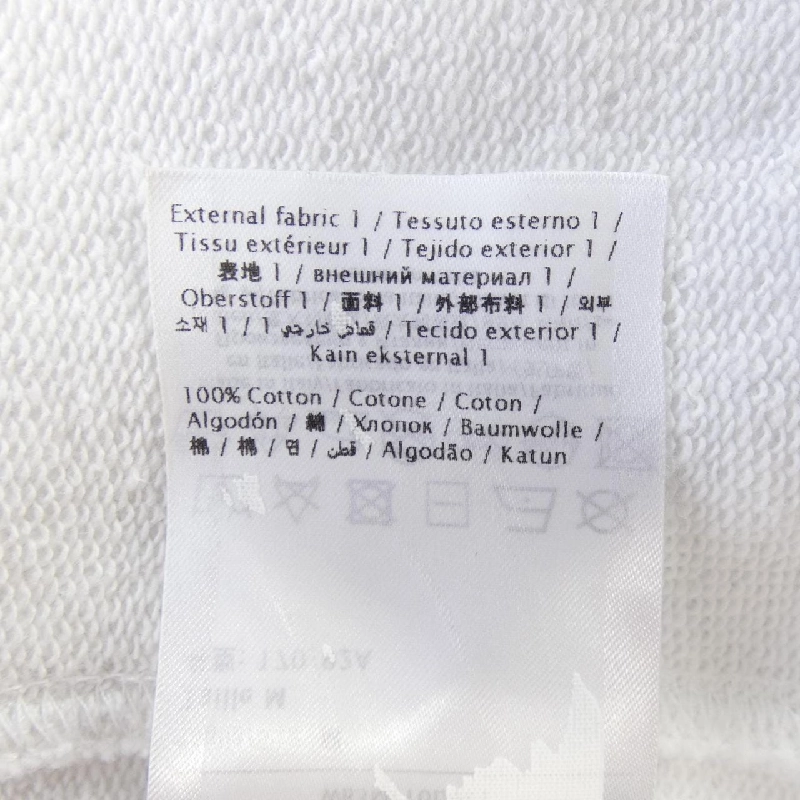 External fabric 1 / Tessuto esterno 1 /
Tissu extérieur 1 / Tejido exterior 1 /
表地 1 / внешний материал 1 /
Oberstoff 1 / 面料 1 / 外部布料 1 / 외부
소재 1 / 1 قماش خارجي / Tecido exterior 1 /
Kain eksternal 1
100% Cotton / Cotone / Coton /
Algodón / 綿 / Хлопок / Baumwolle /
棉 / 棉 / 면 / قطن / Algodão / Katun
Taille M